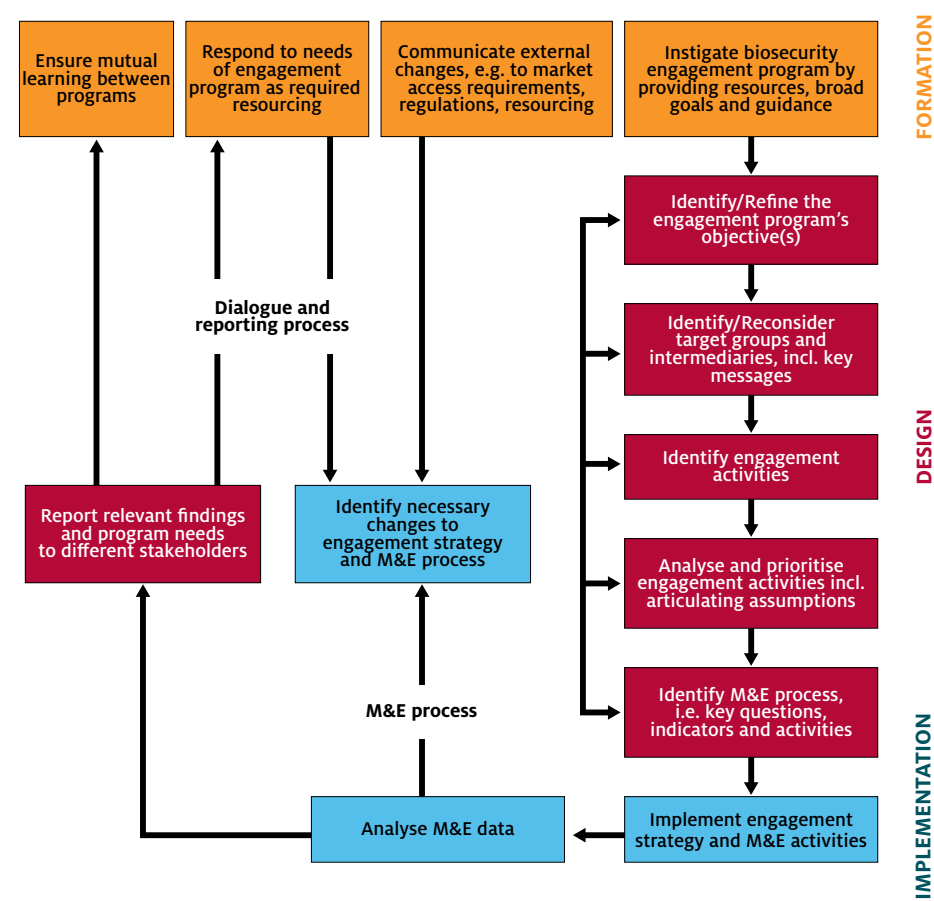 Ensure mutual
learning between
programs
Respond to needs
of engagement
program as required
resourcing
Communicate external
changes, e.g. to market
access requirements,
regulations, resourcing
Instigate biosecurity
engagement program by
providing resources, broad
goals and guidance
FORMATION
Identify/Refine the
engagement program’s
objective(s)
Dialogue and
reporting process
Identify/Reconsider
target groups and
intermediaries, incl. key
messages
DESIGN
Identify engagement
activities
Report relevant findings
and program needs
to different stakeholders
Identify necessary
changes to
engagement strategy
and M&E process
Analyse and prioritise
engagement activities incl.
articulating assumptions
M&E process
Identify M&E process,
i.e. key questions,
indicators and activities
IMPLEMENTATION
Analyse M&E data
Implement engagement
strategy and M&E activities